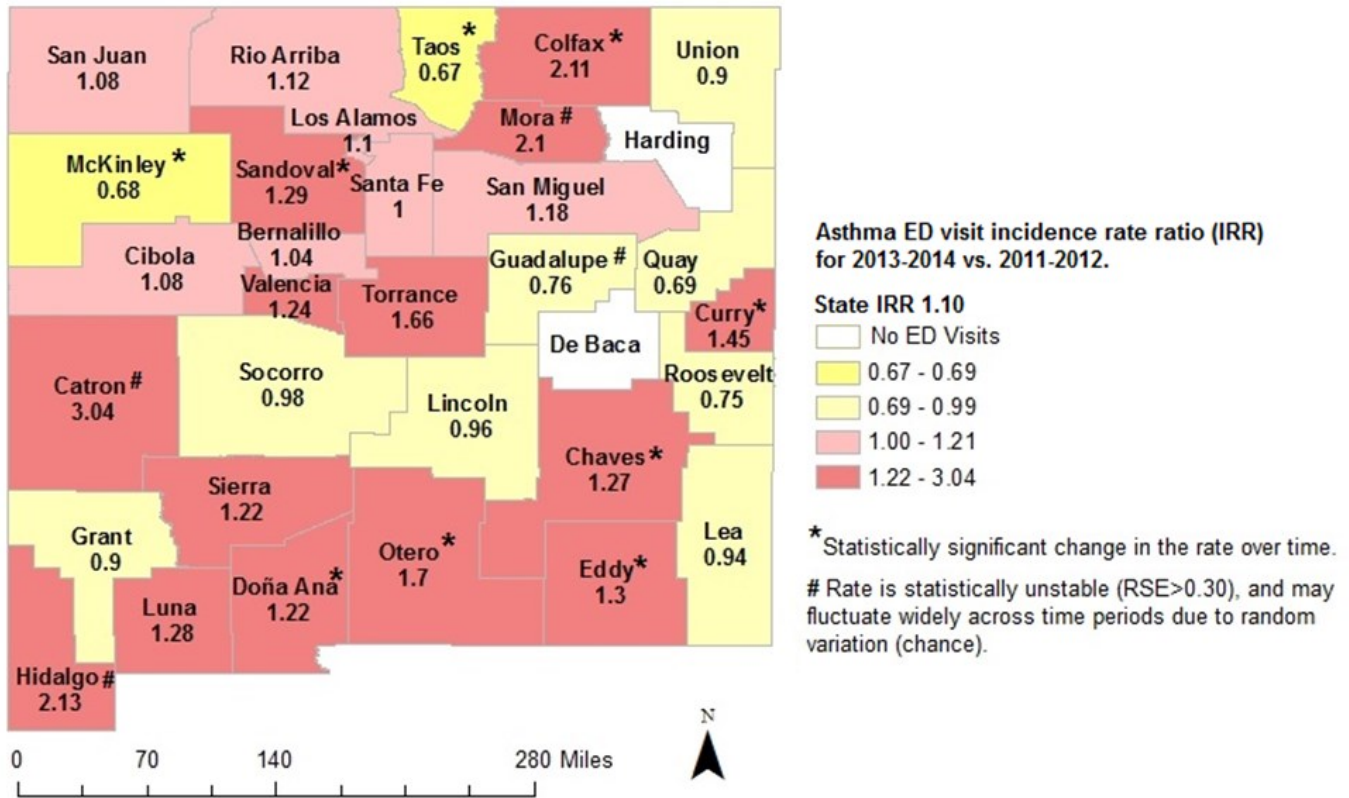 San Juan
1.08
Rio Arriba
1.12
Taos *
0.67
Colfax *
2.11
Union
0.9
Los Alamos
1.1
Mora #
2.1
Harding
McKinley *
0.68
Sandoval *
1.29
Santa Fe
1
San Miguel
1.18
Bernalillo
1.04
Cibola
1.08
Guadalupe #
0.76
Quay
0.69
Valencia
1.24
Torrance
1.66
Curry *
1.45
De Baca
Catron #
3.04
Socorro
0.98
Lincoln
0.96
Roosevelt
0.75
Chaves *
1.27
Sierra
1.22
Grant
0.9
Otero *
1.7
Lea
0.94
Eddy *
1.3
Doña Ana *
1.22
Luna
1.28
Hidalgo #
2.13
Asthma ED visit incidence rate ratio (IRR)
for 2013-2014 vs. 2011-2012.
State IRR 1.10
No ED Visits
0.67 - 0.69
0.69 - 0.99
1.00 - 1.21
1.22 - 3.04
*Statistically significant change in the rate over time.
# Rate is statistically unstable (RSE>0.30), and may
fluctuate widely across time periods due to random
variation (chance).
N
0 70 140 280 Miles